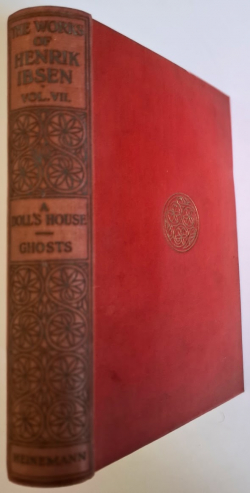 THE WORKS
OF
HENRIK
IBSEN
VOL. VII.
A
DOLL'S HOUSE
GHOSTS
HEINEMANN